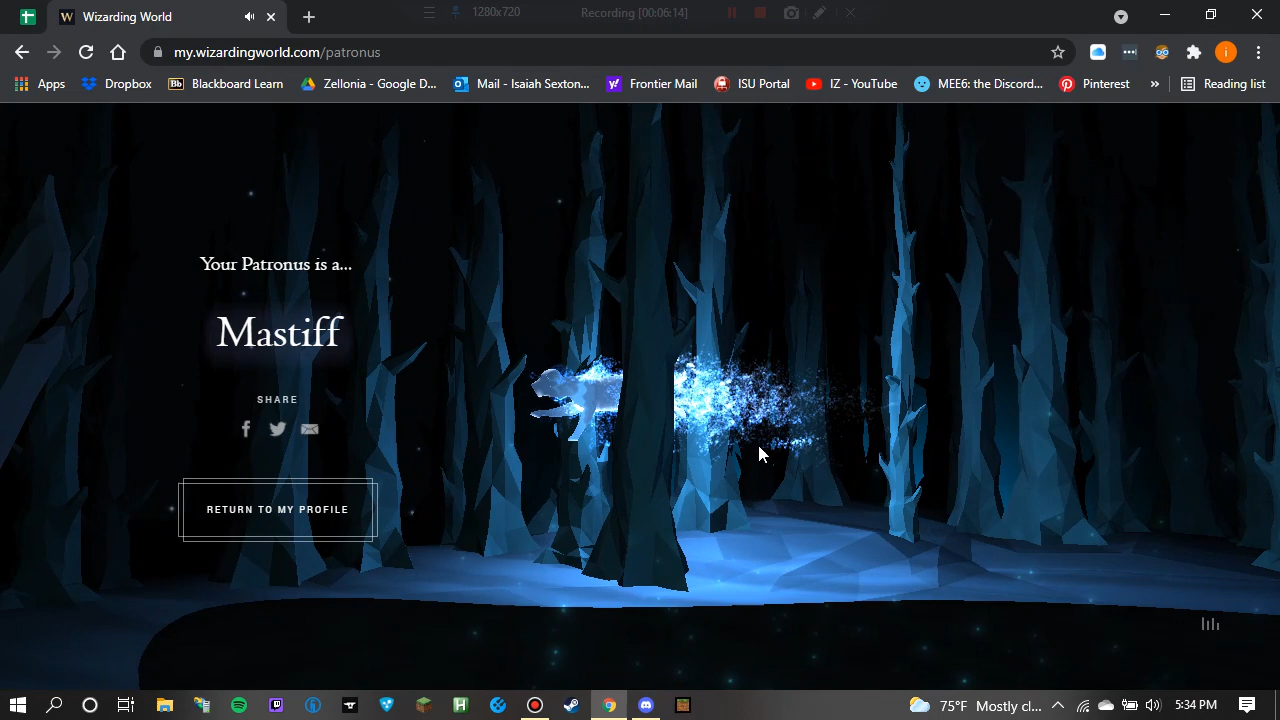 1280x720
Recording [00:06:14]
Wizarding World
my.wizardingworld.com/patronus
i
Apps
Dropbox
Bb
Blackboard Learn
Zellonia - Google D...
Mail - Isaiah Sexton...
Frontier Mail
ISU Portal
IZ - YouTube
MEE6: the Discord...
Pinterest
»
Reading list
Your Patronus is a...
Mastiff
SHARE
RETURN TO MY PROFILE
75°F Mostly cl...
5:34 PM